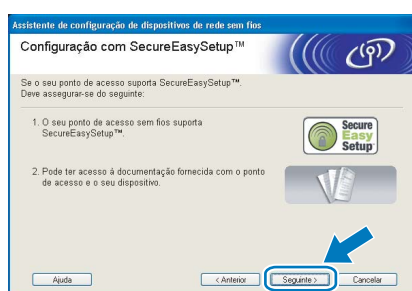 Assistente de configuração de dispositivos de rede sem fios
Configuração com SecureEasySetup™
Se o seu ponto de acesso suporta SecureEasySetup™.
Deve assegurar-se do seguinte:
1. O seu ponto de acesso sem fios suporta
SecureEasySetup™.
Secure
Easy
Setup
2. Pode ter acesso á documentação fornecida com o ponto
de acesso e o seu dispositivo.
Ajuda
< Anterior
Seguinte >
Cancelar